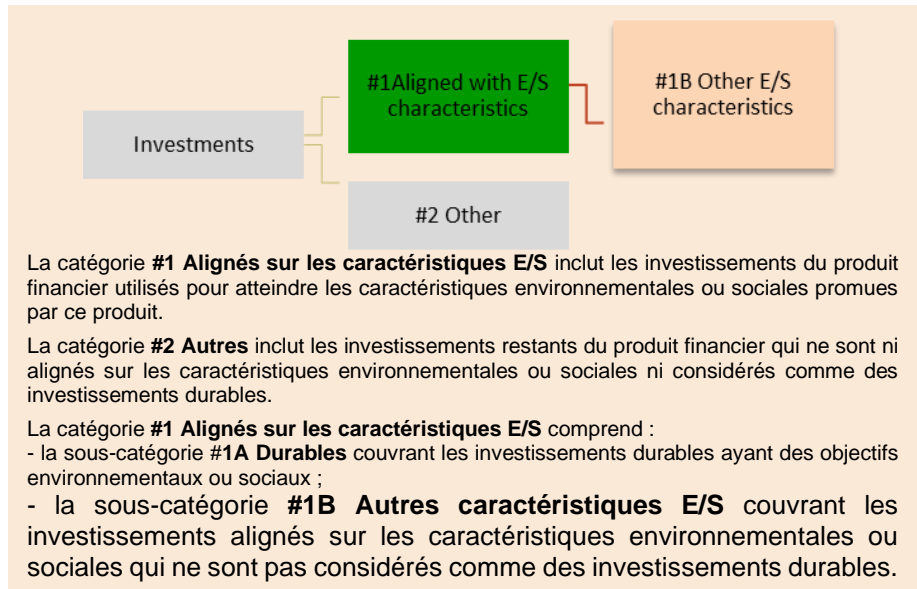 #1Aligned with E/S
characteristics
#1B Other E/S
characteristics
Investments
#2 Other
La catégorie #1 Alignés sur les caractéristiques E/S inclut les investissements du produit
financier utilisés pour atteindre les caractéristiques environnementales ou sociales promues
par ce produit.
La catégorie #2 Autres inclut les investissements restants du produit financier qui ne sont ni
alignés sur les caractéristiques environnementales ou sociales ni considérés comme des
investissements durables.
La catégorie #1 Alignés sur les caractéristiques E/S comprend :
- la sous-catégorie #1A Durables couvrant les investissements durables ayant des objectifs
environnementaux ou sociaux ;
- la sous-catégorie #1B Autres caractéristiques E/S couvrant les
investissements alignés sur les caractéristiques environnementales ou
sociales qui ne sont pas considérés comme des investissements durables.